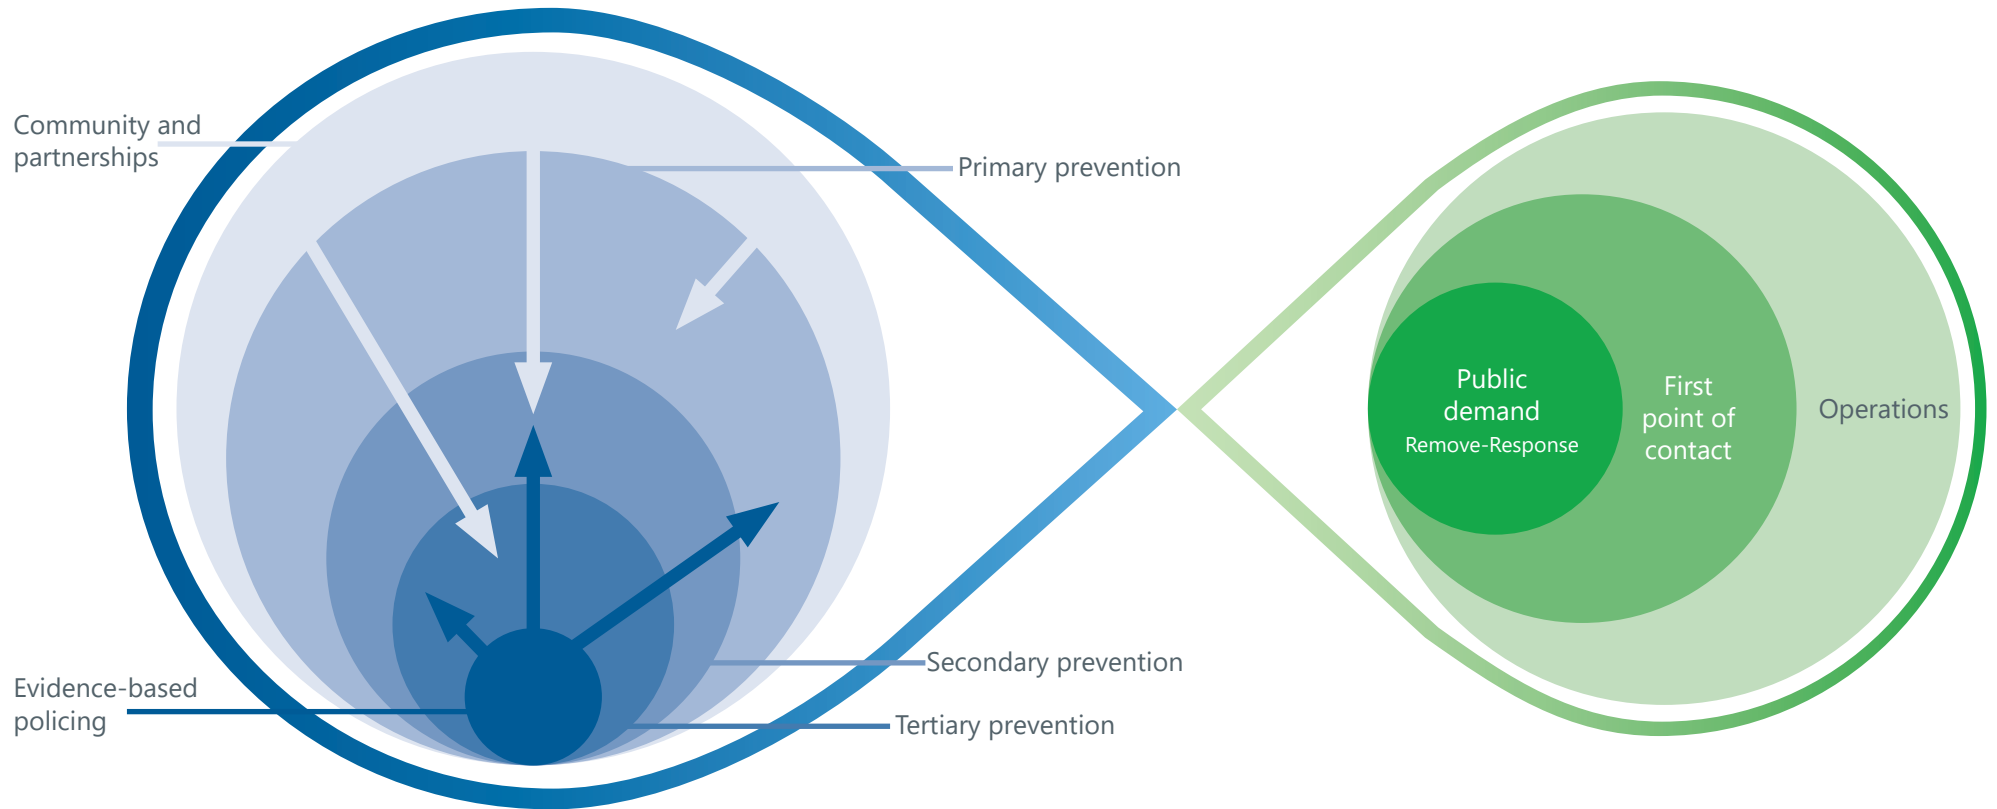 Community and
partnerships
Primary prevention
Secondary prevention
Evidence-based
policing
Tertiary prevention
Public
demand
Remove-Response
First
point of
contact
Operations